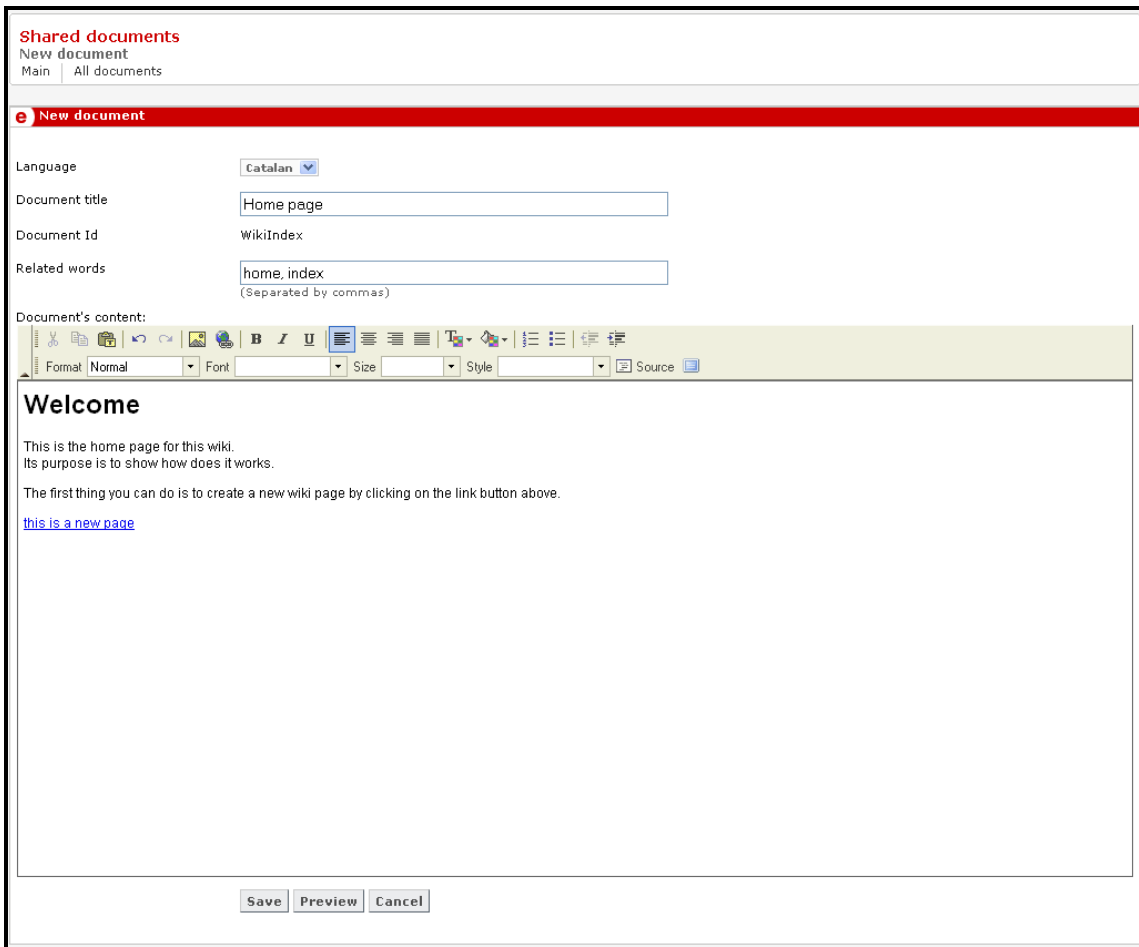 Shared documents
New document
Main All documents
e New document
Language Catalan
Document title Home page
Document Id WikiIndex
Related words home, index
(Separated by commas)
Document's content:
B I U T
Format Normal Font Size Style Source
Welcome
This is the home page for this wiki.
Its purpose is to show how does it works.
The first thing you can do is to create a new wiki page by clicking on the link button above.
this is a new page
Save Preview Cancel